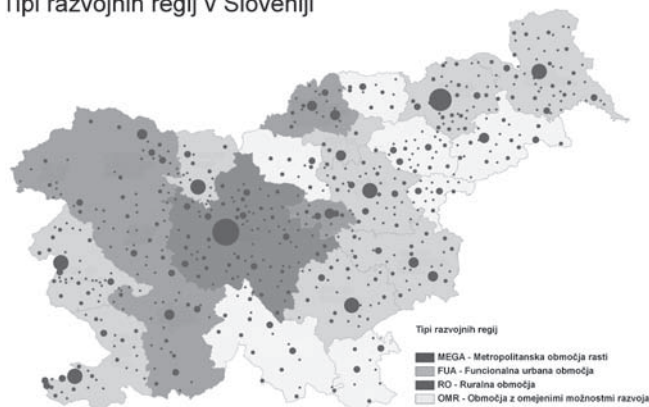 Tipi razvojnih regij v Sloveniji
Tipi razvojnih regij
MEGA - Metropolitanska območja rasti
FUA - Funcionalna urbana območja
RO - Ruralna območja
OMR - Območja z omejenimi možnostmi razvoja